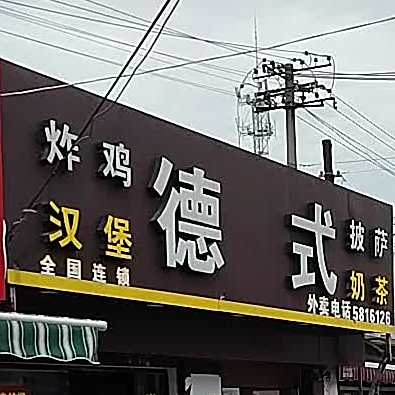 炸鸡
汉堡
全国连锁
德式
披萨
奶茶
外卖电话5816126